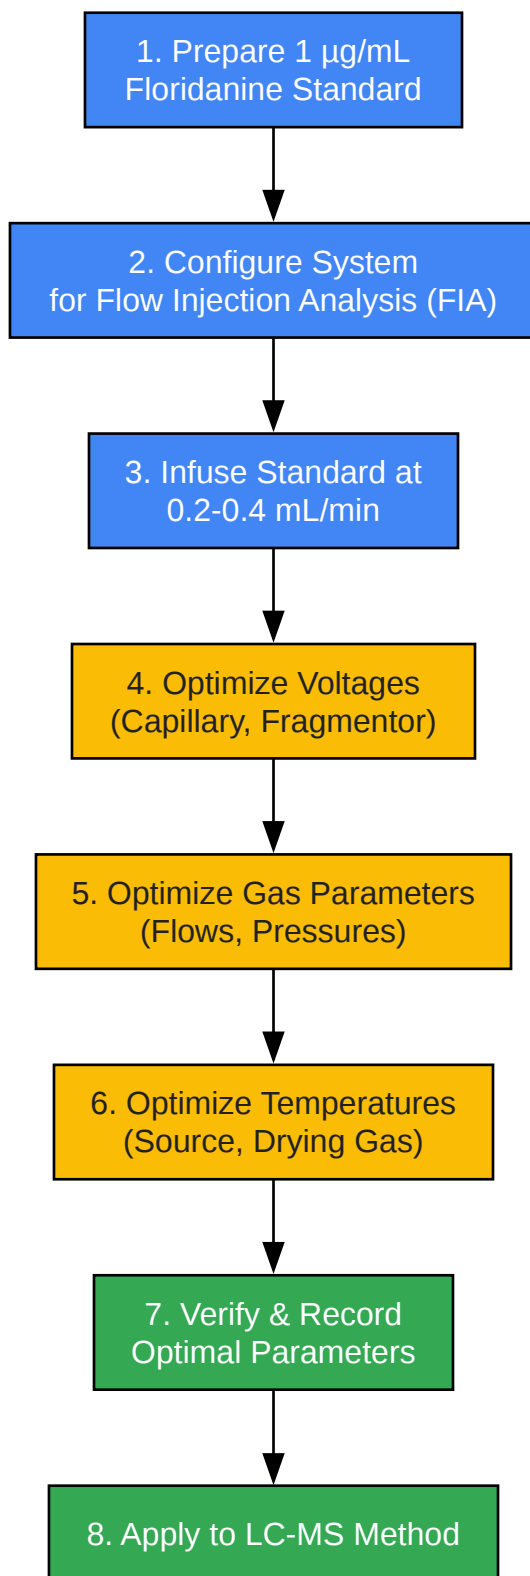 1. Prepare 1 µg/mL
Floridanine Standard
2. Configure System
for Flow Injection Analysis (FIA)
3. Infuse Standard at
0.2-0.4 mL/min
4. Optimize Voltages
(Capillary, Fragmentor)
5. Optimize Gas Parameters
(Flows, Pressures)
6. Optimize Temperatures
(Source, Drying Gas)
7. Verify & Record
Optimal Parameters
8. Apply to LC-MS Method